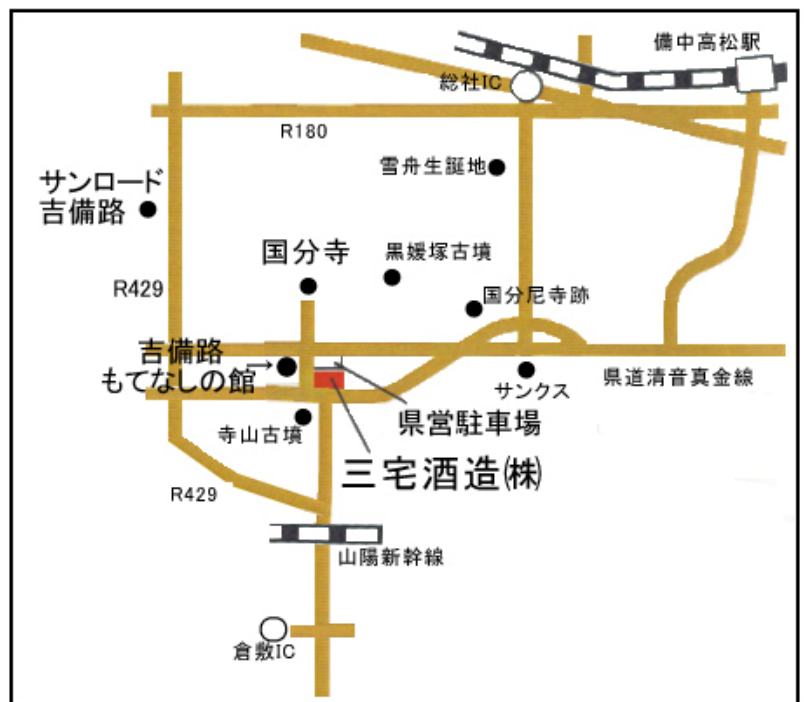 備中高松駅
総社IC
R180
雪舟生誕地
サンロード
吉備路
国分寺
黒媛塚古墳
R429
国分尼寺跡
吉備路
もてなしの館
→
サンクス
県道清音真金線
県営駐車場
寺山古墳
三宅酒造㈱
R429
山陽新幹線
倉敷IC